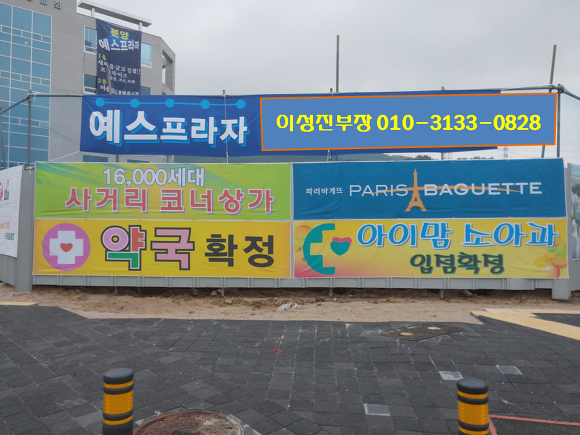 분양
예스프라자
예스프라자
이성진부장 010-3133-0828
16,000세대
사거리 코너상가
파리바게뜨 PARIS BAGUETTE
약국 확정
아이맘 소아과
입점확정